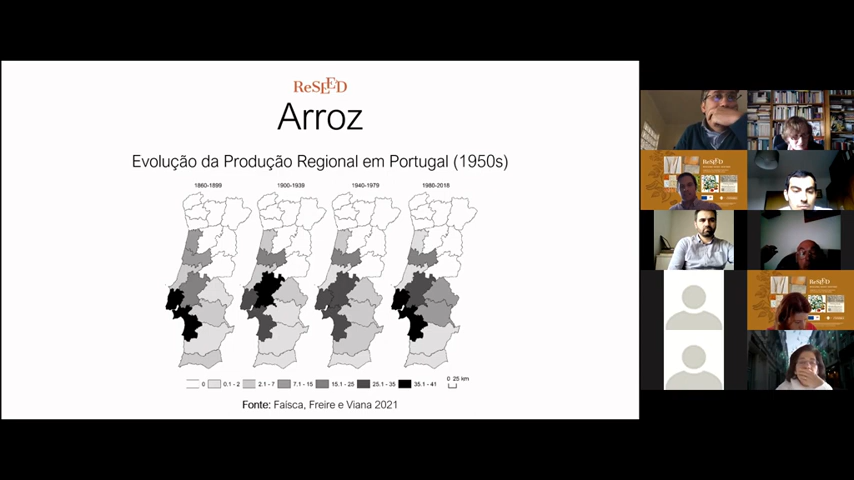 ReSEED
Arroz
Evolução da Produção Regional em Portugal (1950s)
1860-1899 1900-1939 1940-1979 1980-2018
0 0.1 - 2 2.1 - 7 7.1 - 15 15.1 - 25 25.1 - 35 35.1 - 41 0 25 km
Fonte: Faísca, Freire e Viana 2021
ReSEED
ReSEED